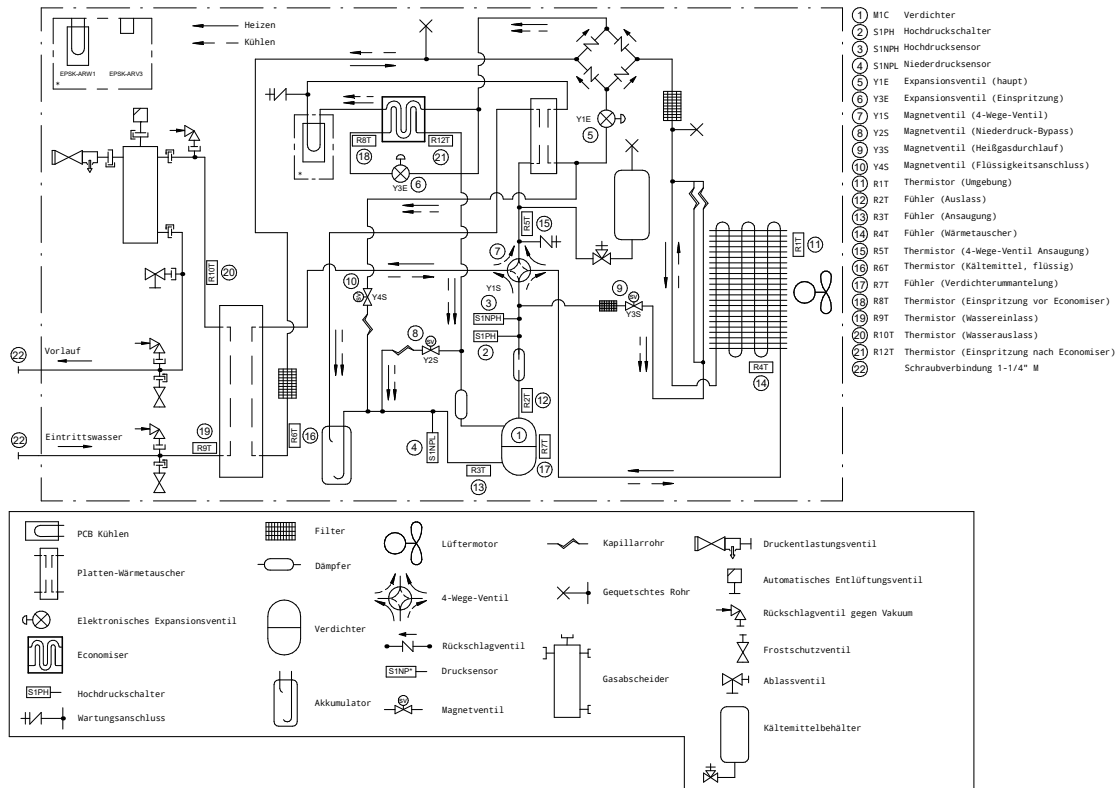 Heizen
Kühlen
EPSK-ARW1 EPSK-ARV3
*
R8T
18
R12T
21
Y3E
6
*
Y1E
5
R5T
15
7
Y1S
R1T
11
R10T
20
10
SV
Y4S
3
S1NPH
S1PH
2
9
SV
Y3S
8
SV
Y2S
22
Vorlauf
R4T
14
R2T
12
22
Eintrittswasser
19
R9T
R6T
16
4
S1NPL
1
R7T
17
R3T
13
1 M1C Verdichter
2 S1PH Hochdruckschalter
3 S1NPH Hochdrucksensor
4 S1NPL Niederdrucksensor
5 Y1E Expansionsventil (haupt)
6 Y3E Expansionsventil (Einspritzung)
7 Y1S Magnetventil (4-Wege-Ventil)
8 Y2S Magnetventil (Niederdruck-Bypass)
9 Y3S Magnetventil (Heißgasdurchlauf)
10 Y4S Magnetventil (Flüssigkeitsanschluss)
11 R1T Thermistor (Umgebung)
12 R2T Fühler (Auslass)
13 R3T Fühler (Ansaugung)
14 R4T Fühler (Wärmetauscher)
15 R5T Thermistor (4-Wege-Ventil Ansaugung)
16 R6T Thermistor (Kältemittel, flüssig)
17 R7T Fühler (Verdichterummantelung)
18 R8T Thermistor (Einspritzung vor Economiser)
19 R9T Thermistor (Wassereinlass)
20 R10T Thermistor (Wasserauslass)
21 R12T Thermistor (Einspritzung nach Economiser)
22 Schraubverbindung 1-1/4" M
PCB Kühlen
Platten-Wärmetauscher
Elektronisches Expansionsventil
Economiser
S1PH
Hochdruckschalter
Wartungsanschluss
Filter
Dämpfer
Verdichter
Akkumulator
Lüftermotor
4-Wege-Ventil
Rückschlagventil
S1NP*
Drucksensor
SV
Magnetventil
Kapillarrohr
Gequetschtes Rohr
Gasabscheider
Druckentlastungsventil
Automatisches Entlüftungsventil
Rückschlagventil gegen Vakuum
Frostschutzventil
Ablassventil
Kältemittelbehälter